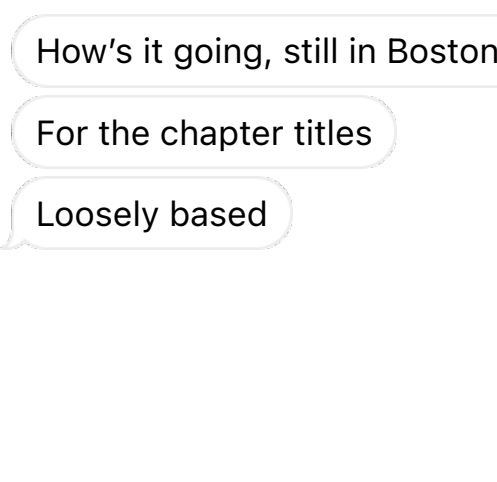 How’s it going, still in Boston
For the chapter titles
Loosely based